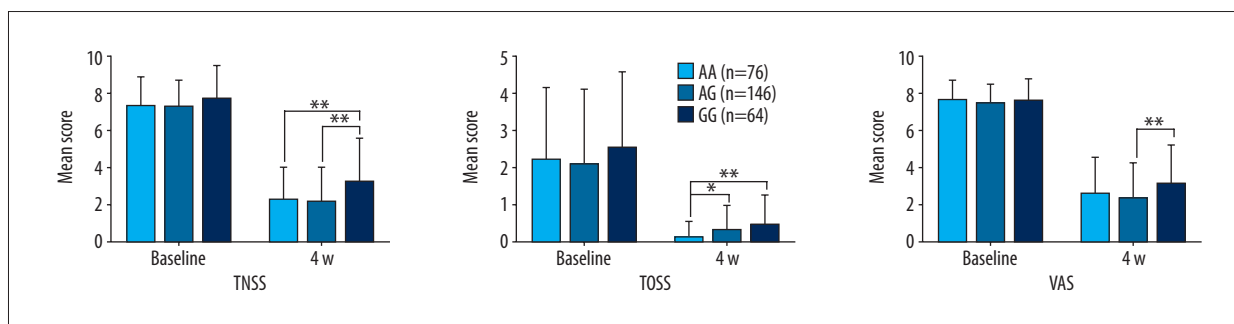 10
8
6
4
2
0
Mean score
**
**
Baseline
4 w
TNSS
5
4
3
2
1
0
Mean score
AA (n=76)
AG (n=146)
GG (n=64)
**
*
Baseline
4 w
TOSS
10
8
6
4
2
0
Mean score
**
Baseline
4 w
VAS